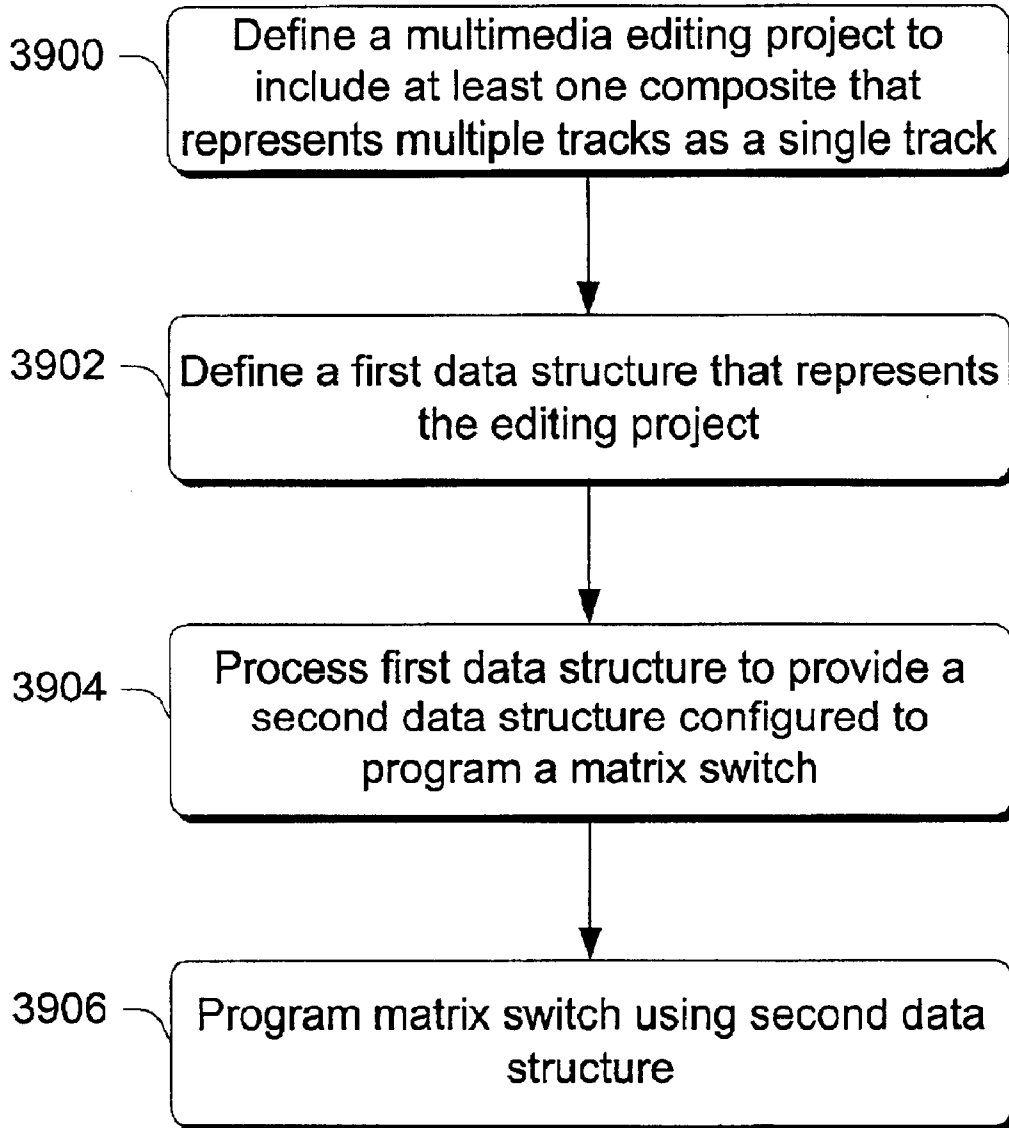 3900
Define a multimedia editing project to
include at least one composite that
represents multiple tracks as a single track
3902
Define a first data structure that represents
the editing project
3904
Process first data structure to provide a
second data structure configured to
program a matrix switch
3906
Program matrix switch using second data
structure